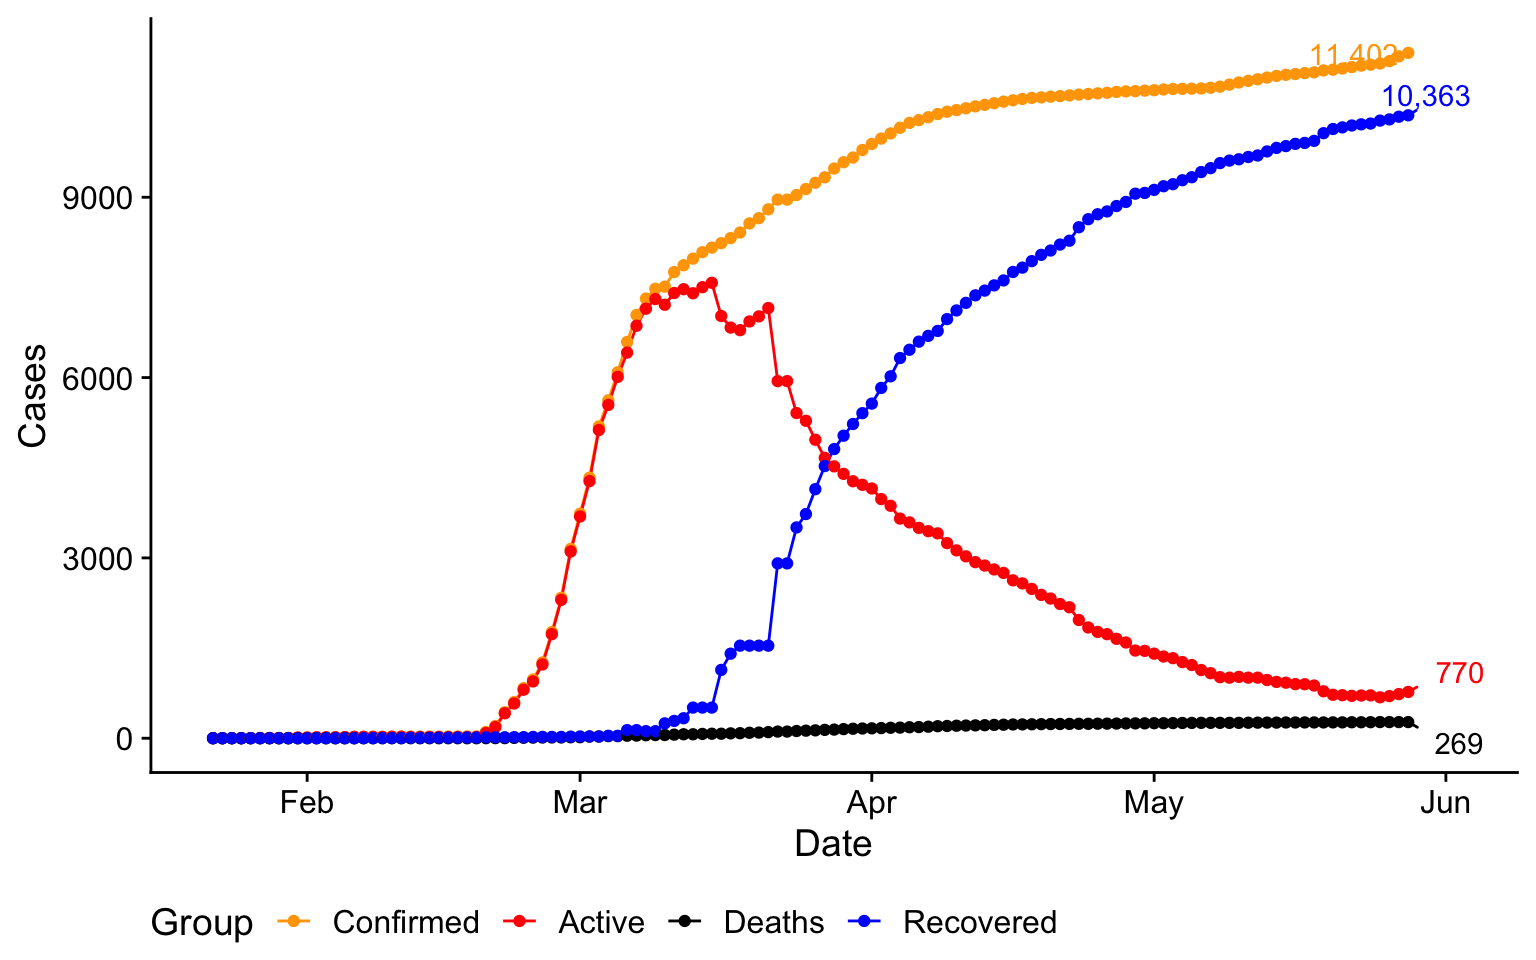 11,402
10,363
9000
6000
3000
0
770
269
Cases
Feb Mar Apr May Jun
Date
Group Confirmed Active Deaths Recovered